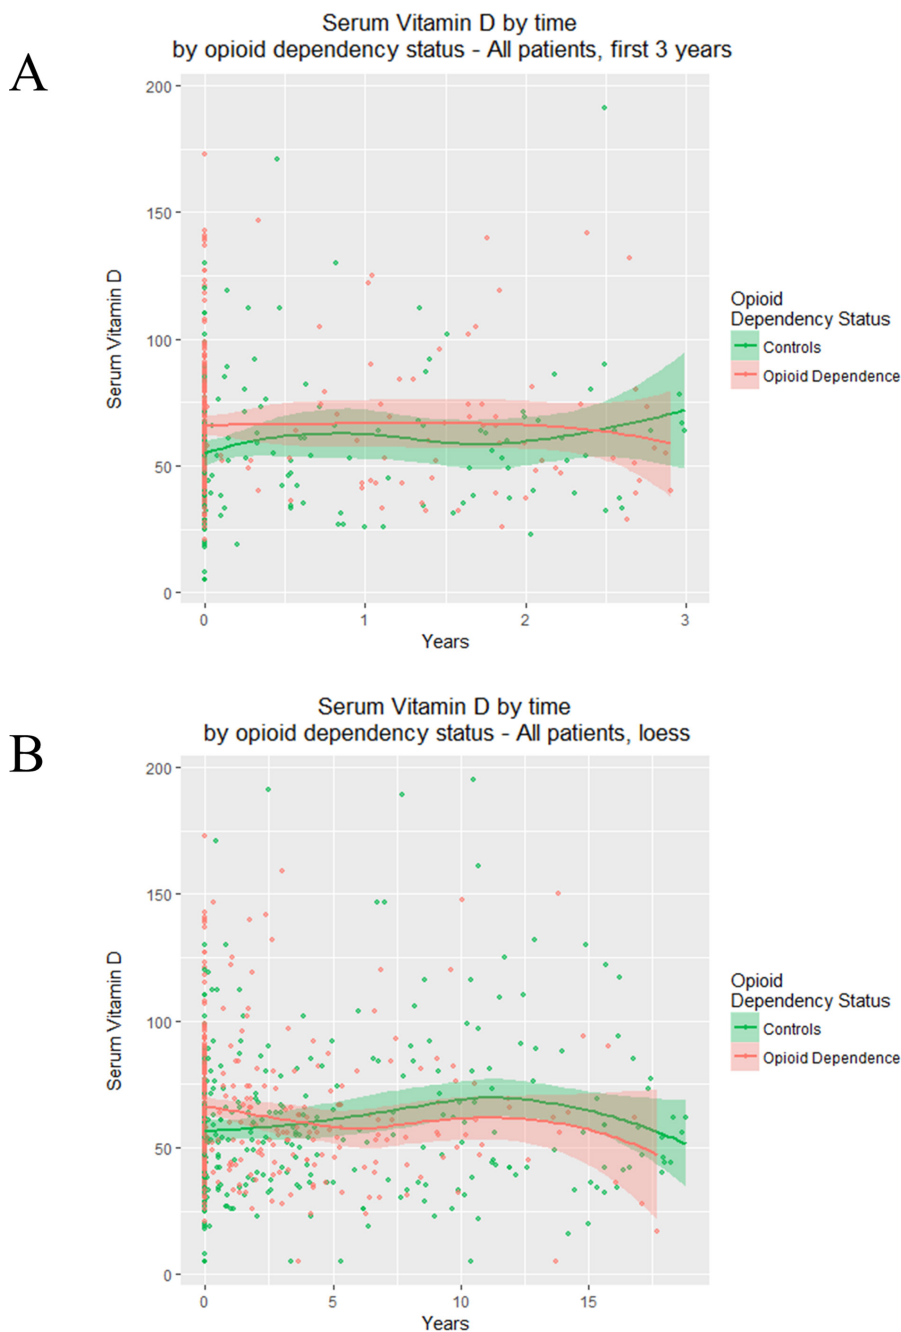 A
Serum Vitamin D by time
by opioid dependency status - All patients, first 3 years
200
150
100
50
0
Serum Vitamin D
0 1 2 3
Years
Opioid
Dependency Status
Controls
Opioid Dependence
B
Serum Vitamin D by time
by opioid dependency status - All patients, loess
200
150
100
50
0
Serum Vitamin D
0 5 10 15
Years
Opioid
Dependency Status
Controls
Opioid Dependence